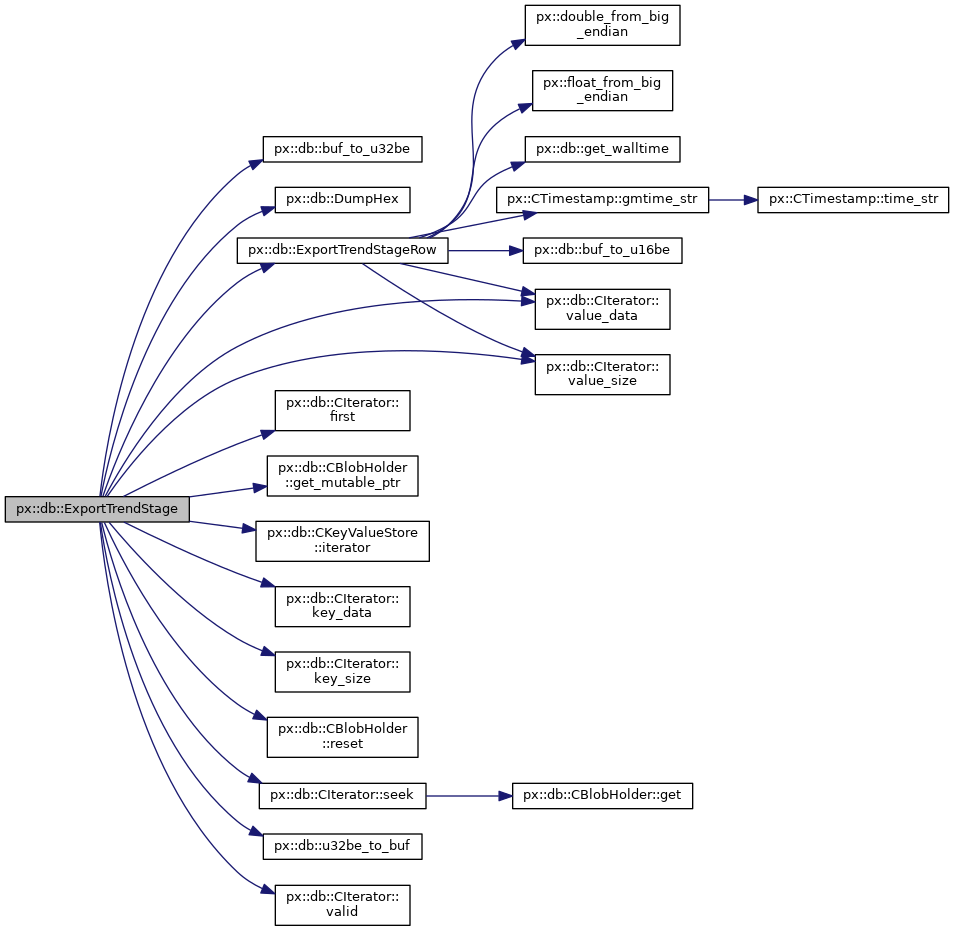 px::double_from_big
_endian
px::float_from_big
_endian
px::db::buf_to_u32be
px::db::get_walltime
px::db::DumpHex
px::CTimestamp::gmtime_str
px::CTimestamp::time_str
px::db::ExportTrendStageRow
px::db::buf_to_u16be
px::db::CIterator::
value_data
px::db::CIterator::
value_size
px::db::CIterator::
first
px::db::CBlobHolder
::get_mutable_ptr
px::db::ExportTrendStage
px::db::CKeyValueStore
::iterator
px::db::CIterator::
key_data
px::db::CIterator::
key_size
px::db::CBlobHolder
::reset
px::db::CIterator::seek
px::db::CBlobHolder::get
px::db::u32be_to_buf
px::db::CIterator::
valid